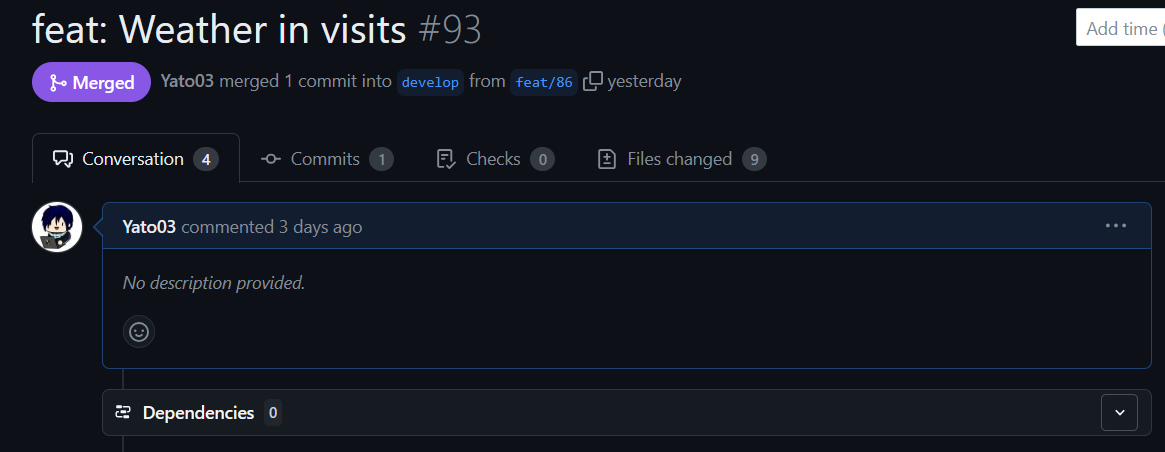 feat: Weather in visits #93
Add time (
Merged Yato03 merged 1 commit into develop from feat/86 yesterday
Conversation 4 Commits 1 Checks 0 Files changed 9
Yato03 commented 3 days ago
No description provided.
Dependencies 0